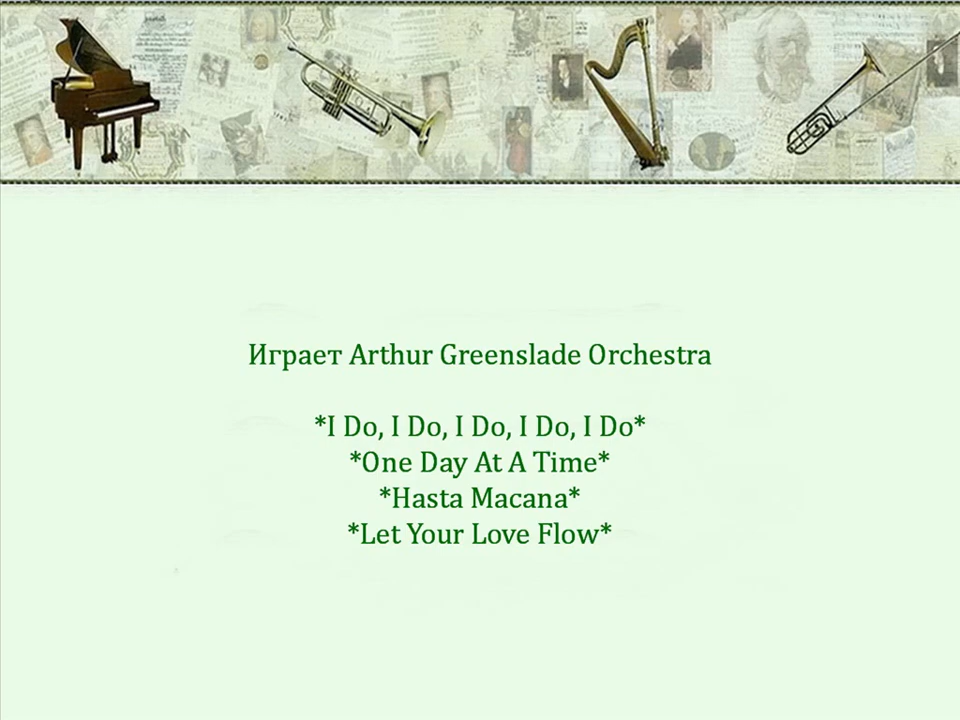 Играет Arthur Greenslade Orchestra
*I Do, I Do, I Do, I Do, I Do*
*One Day At A Time*
*Hasta Macana*
*Let Your Love Flow*